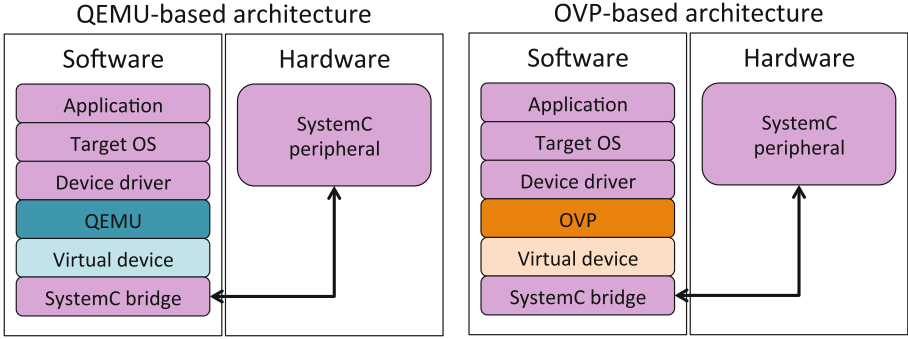 QEMU-based architecture
Software
Application
Target OS
Device driver
QEMU
Virtual device
SystemC bridge
Hardware
SystemC
peripheral
OVP-based architecture
Software
Application
Target OS
Device driver
OVP
Virtual device
SystemC bridge
Hardware
SystemC
peripheral